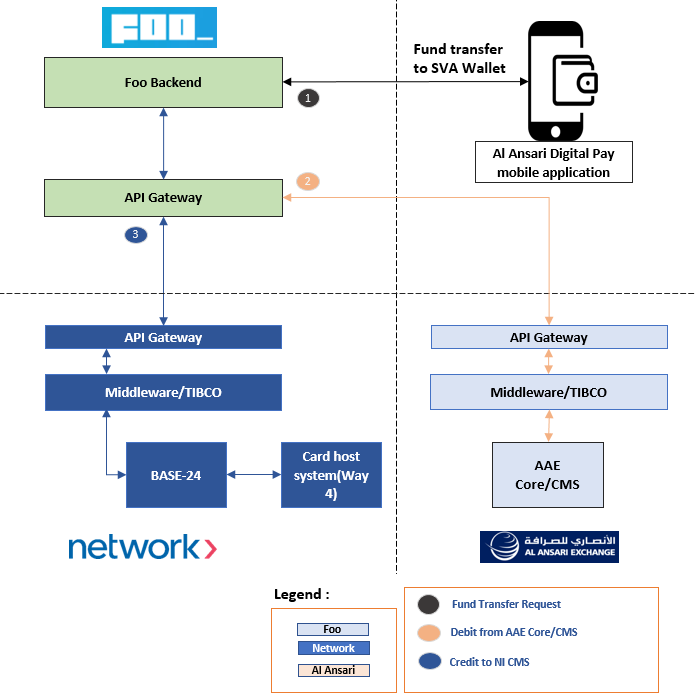 FOO_
Foo Backend
1
Fund transfer
to SVA Wallet
Al Ansari Digital Pay
mobile application
2
API Gateway
3
API Gateway
Middleware/TIBCO
BASE-24
Card host
system(Way
4)
API Gateway
Middleware/TIBCO
AAE
Core/CMS
network
الأنصاري للصرافة
AL ANSARI EXCHANGE
Legend :
Foo
Network
Al Ansari
Fund Transfer Request
Debit from AAE Core/CMS
Credit to NI CMS